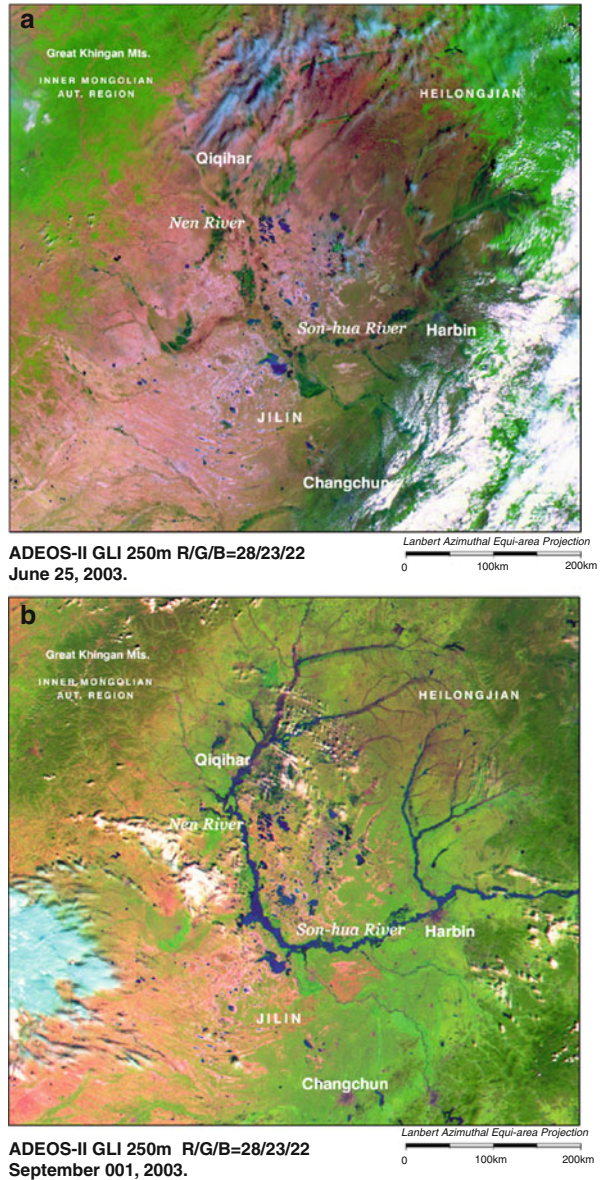 a
Great Khingan Mts.
INNER MONGOLIAN
AUT. REGION
HEILONGJIAN
Qiqihar
Nen River
Son-hua River
Harbin
JILIN
Changchun
ADEOS-II GLI 250m R/G/B=28/23/22
June 25, 2003.
Lanbert Azimuthal Equi-area Projection
0 100km 200km
b
Great Khingan Mts.
INNER MONGOLIAN
AUT. REGION
HEILONGJIAN
Qiqihar
Nen River
Son-hua River
Harbin
JILIN
Changchun
ADEOS-II GLI 250m R/G/B=28/23/22
September 001, 2003.
Lanbert Azimuthal Equi-area Projection
0 100km 200km